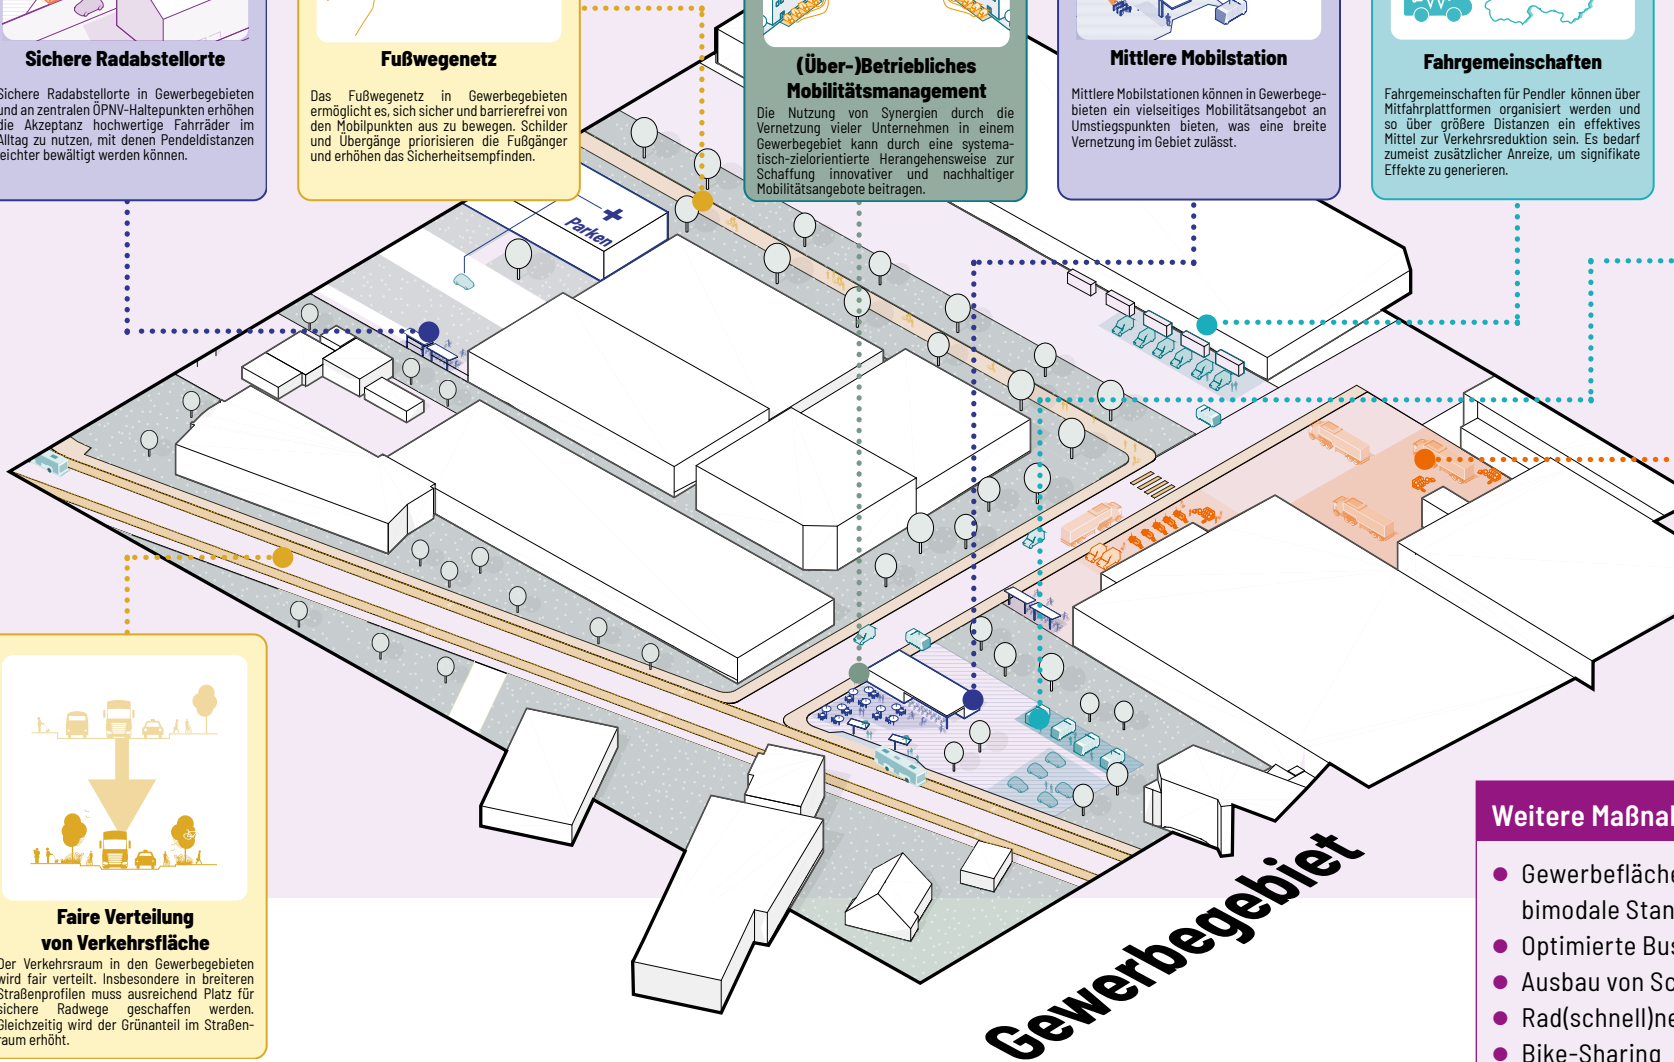 Sichere Radabstellorte
Sichere Radabstellorte in Gewerbegebieten
und an zentralen ÖPNV-Haltepunkten erhöhen
die Akzeptanz hochwertige Fahrräder im
Alltag zu nutzen, mit denen Pendeldistanzen
leichter bewältigt werden können.
Fußwegenetz
Das Fußwegenetz in Gewerbegebieten
ermöglicht es, sich sicher und barrierefrei von
den Mobilpunkten aus zu bewegen. Schilder
und Übergänge priorisieren die Fußgänger
und erhöhen das Sicherheitsempfinden.
(Über-)Betriebliches
Mobilitätsmanagement
Die Nutzung von Synergien durch die
Vernetzung vieler Unternehmen in einem
Gewerbegebiet kann durch eine systema-
tisch-zielorientierte Herangehensweise zur
Schaffung innovativer und nachhaltiger
Mobilitätsangebote beitragen.
Mittlere Mobilstation
Mittlere Mobilstationen können in Gewerbege-
bieten ein vielseitiges Mobilitätsangebot an
Umstiegspunkten bieten, was eine breite
Vernetzung im Gebiet zulässt.
Fahrgemeinschaften
Fahrgemeinschaften für Pendler können über
Mitfahrplattformen organisiert werden und
so über größere Distanzen ein effektives
Mittel zur Verkehrsreduktion sein. Es bedarf
zumeist zusätzlicher Anreize, um signifikate
Effekte zu generieren.
Parken
Faire Verteilung
von Verkehrsfläche
Der Verkehrsraum in den Gewerbegebieten
wird fair verteilt. Insbesondere in breiteren
Straßenprofilen muss ausreichend Platz für
sichere Radwege geschaffen werden.
Gleichzeitig wird der Grünanteil im Straßen-
raum erhöht.
Gewerbegebiet
Weitere Maßnah
● Gewerbefläche
bimodale Stan
● Optimierte Bus
● Ausbau von Sc
● Rad(schnell)ne
● Bike-Sharing